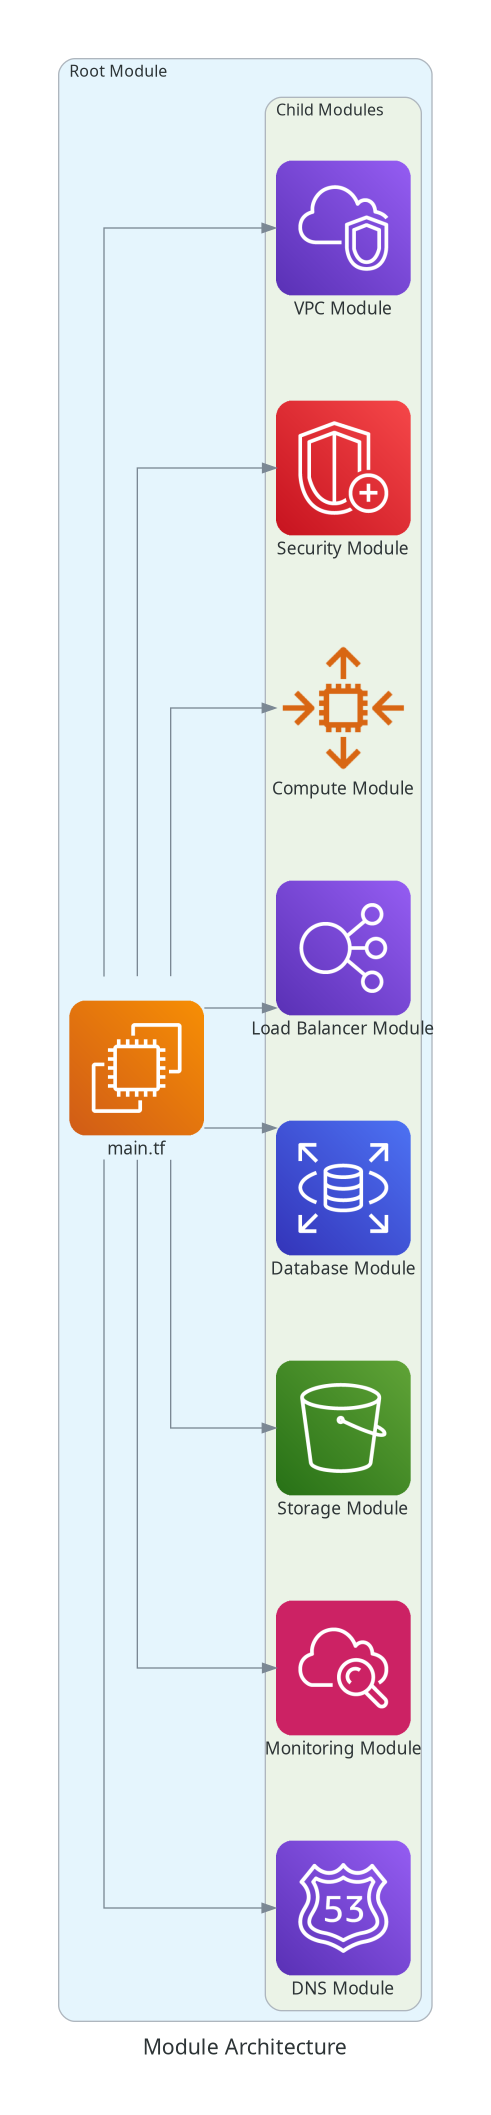 Root Module
Child Modules
VPC Module
Security Module
Compute Module
Load Balancer Module
main.tf
Database Module
Storage Module
Monitoring Module
53
DNS Module
Module Architecture